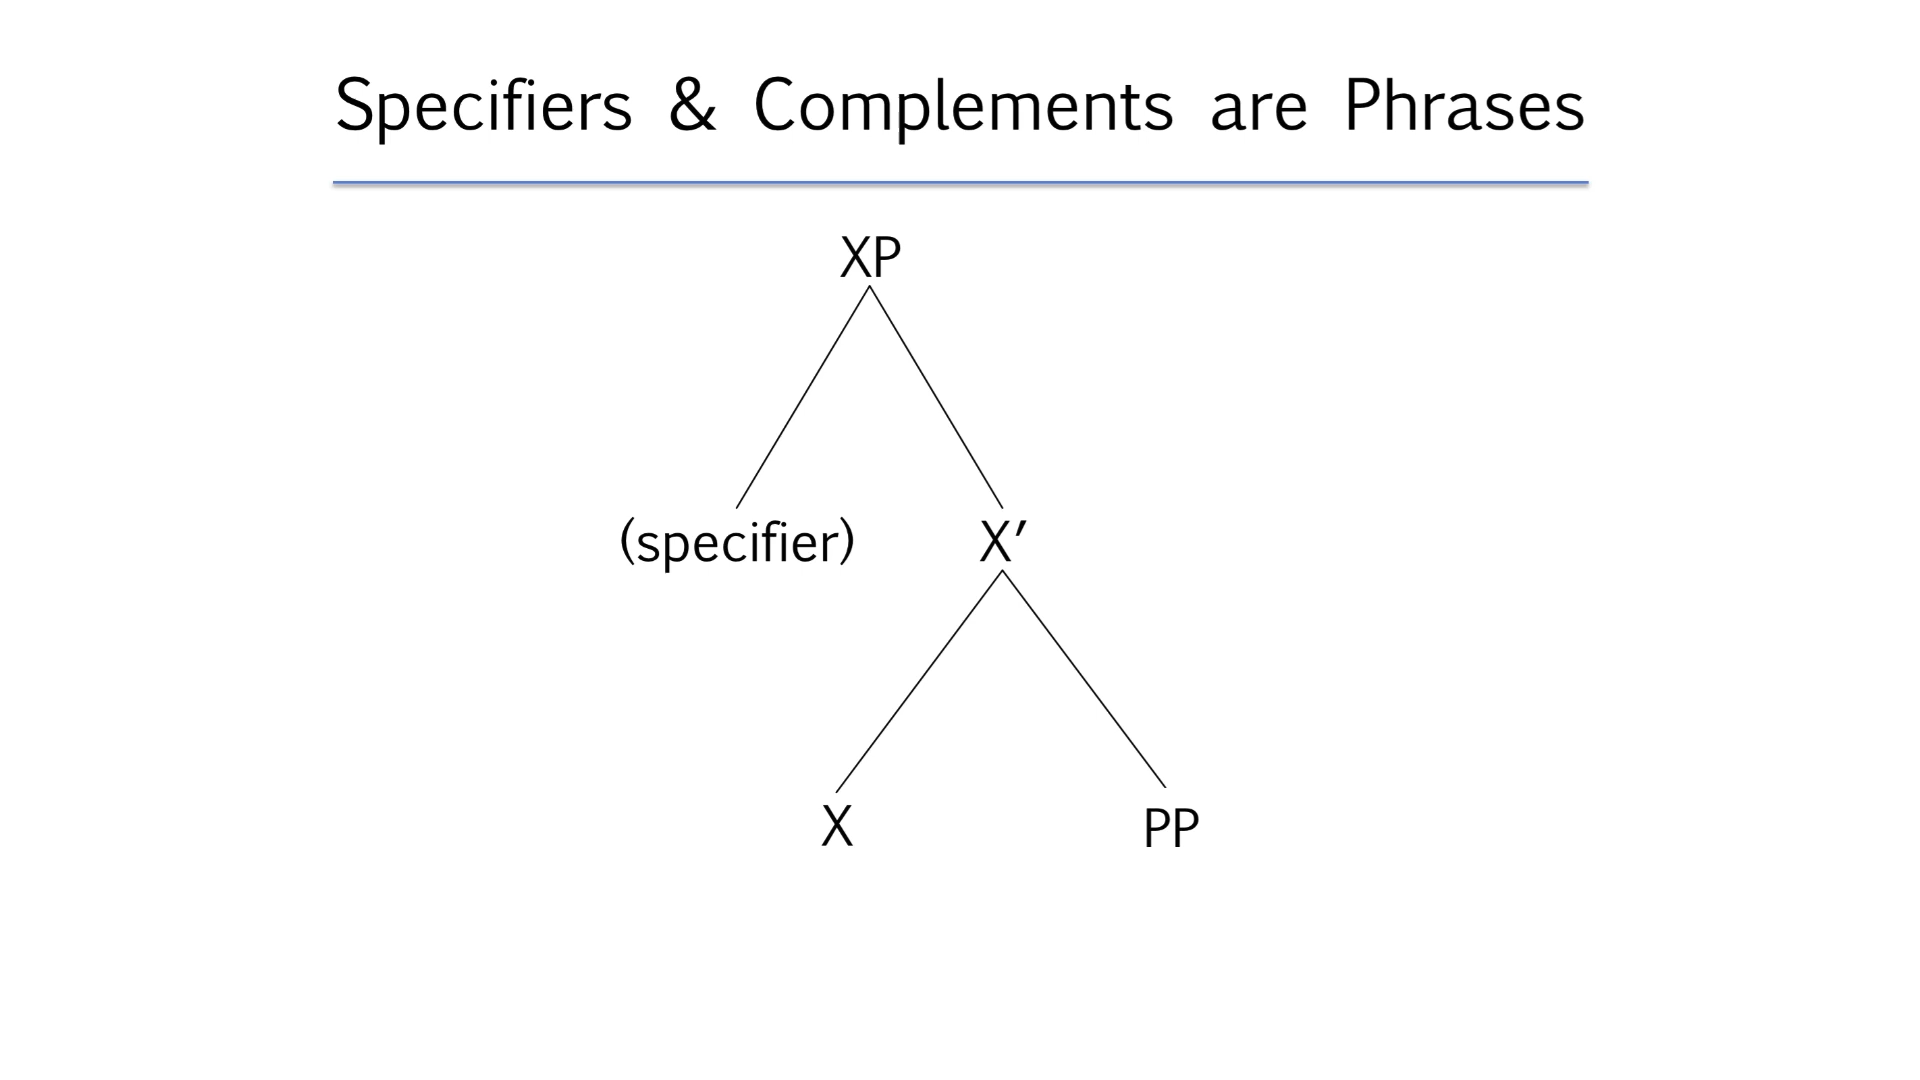 Specifiers & Complements are Phrases
XP
(specifier) X′
X PP